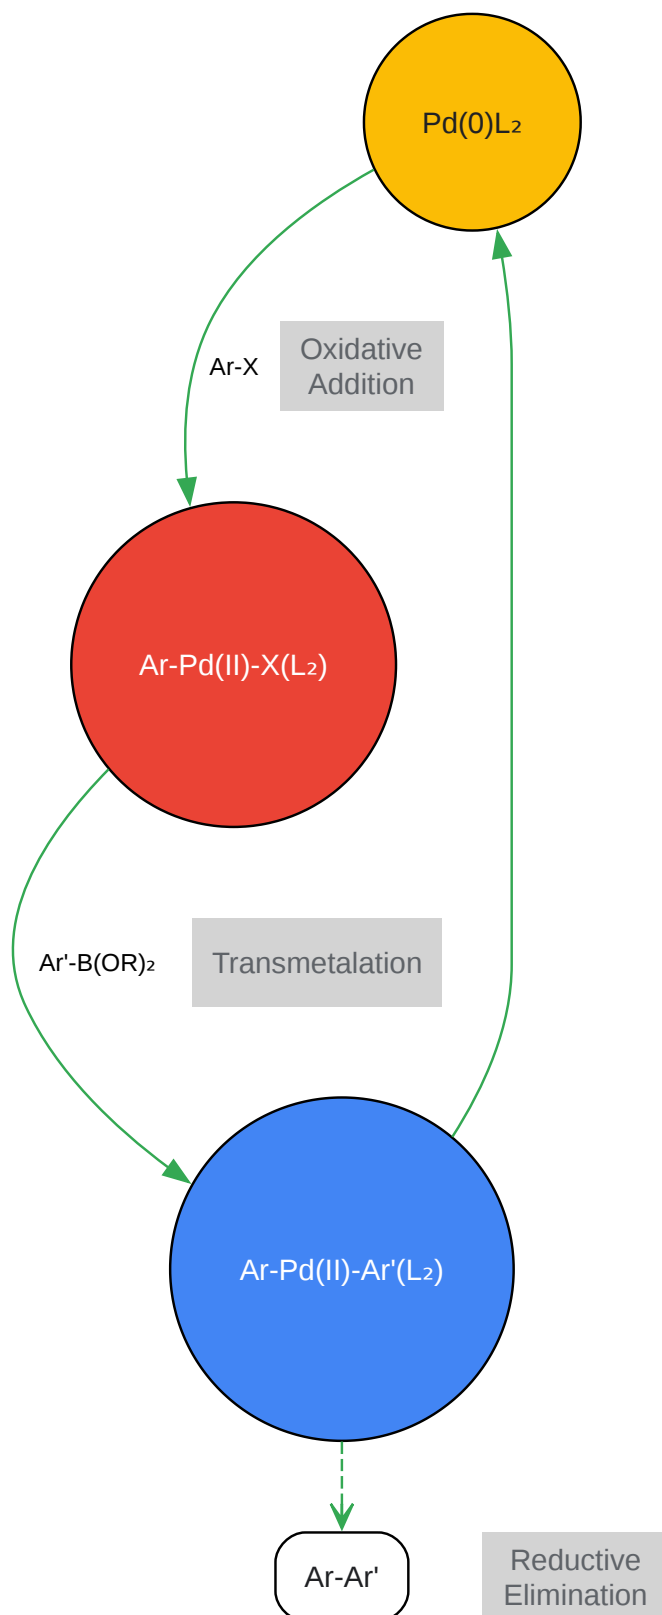 Pd(0)L₂
Ar-X
Oxidative
Addition
Ar-Pd(II)-X(L₂)
Ar'-B(OR)₂
Transmetalation
Ar-Pd(II)-Ar'(L₂)
Ar-Ar'
Reductive
Elimination